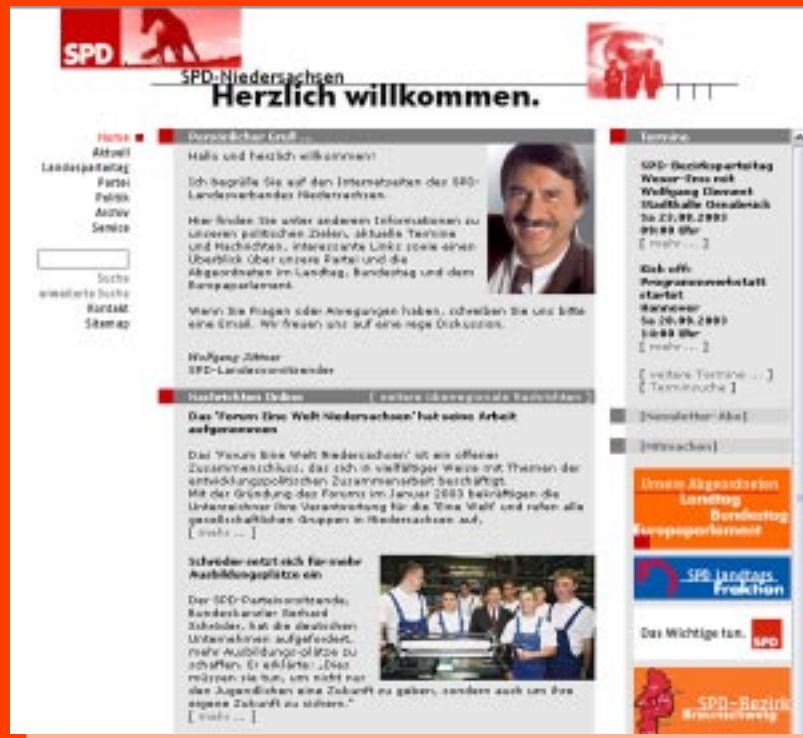 SPD
SPD-Niedersachsen
Herzlich willkommen.
Home
Aktuell
Landesparteitag
Partei
Politik
Archiv
Service
Suche
erweiterte Suche
Kontakt
Sitemap
Persönlicher Gruß ...
Hallo und herzlich willkommen!
Ich begrüße Sie auf den Internetseiten des SPD-
Landesverbandes Niedersachsen.
Hier finden Sie unter anderem Informationen zu
unseren politischen Zielen, aktuelle Termine
und Nachrichten, interessante Links sowie einen
Überblick über unsere Partei und die
Abgeordneten im Landtag, Bundestag und dem
Europaparlament.
Wenn Sie Fragen oder Anregungen haben, schreiben Sie uns bitte
eine Email. Wir freuen uns auf eine rege Diskussion.
Wolfgang Jüttner
SPD-Landesvorsitzender
Nachrichten Online [ weitere überregionale Nachrichten ]
Das 'Forum Eine Welt Niedersachsen' hat seine Arbeit
aufgenommen
Das 'Forum Eine Welt Niedersachsen' ist ein offener
Zusammenschluss, das sich in vielfältiger Weise mit Themen der
entwicklungspolitischen Zusammenarbeit beschäftigt.
Mit der Gründung des Forums im Januar 2003 bekräftigen die
Unterzeichner ihre Verantwortung für die 'Eine Welt' und rufen alle
gesellschaftlichen Gruppen in Niedersachsen auf,
[ mehr ... ]
Schröder setzt sich für mehr
Ausbildungsplätze ein
Der SPD-Parteivorsitzende,
Bundeskanzler Gerhard
Schröder, hat die deutschen
Unternehmen aufgefordert,
mehr Ausbildungs-plätze zu
schaffen. Er erklärte: „Dies
müssen sie tun, um nicht nur
den Jugendlichen eine Zukunft zu geben, sondern auch um ihre
eigene Zukunft zu sichern."
[ mehr ... ]
Termine
SPD-Bezirksparteitag
Weser-Ems mit
Wolfgang Clement
Stadthalle Osnabrück
Sa 23.08.2003
09:00 Uhr
[ mehr ... ]
Kick off:
Programmwerkstatt
startet
Hannover
Sa 20.09.2003
Uhr
[ mehr ... ]
[ weitere Termine ... ]
[ Terminsuche ]
[Newsletter-Abo]
[Mitmachen]
Unsere Abgeordneten
Landtag
Bundestag
Europaparlament
SPD Landtags
Fraktion
Das Wichtige tun. SPD
SPD-Bezirk
Braunschweig